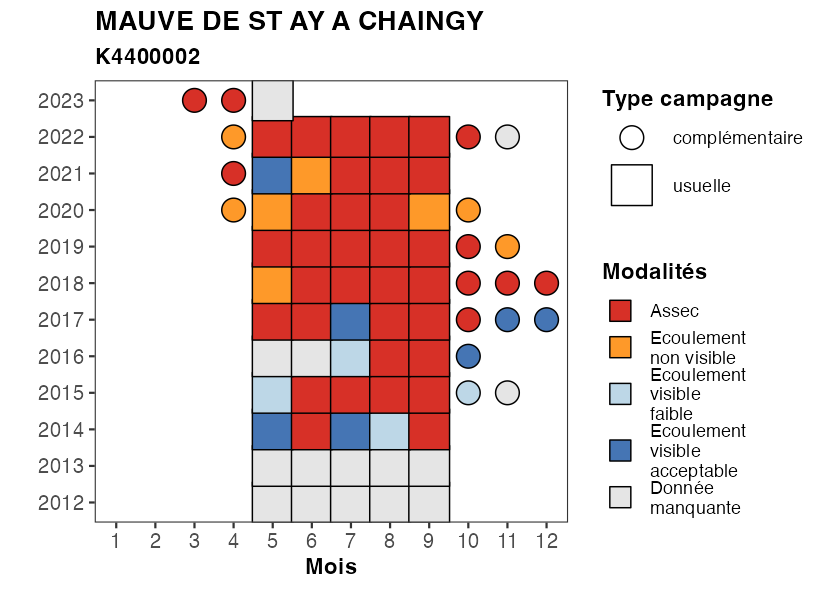 MAUVE DE ST AY A CHAINGY
K4400002
2023
2022
2021
2020
2019
2018
2017
2016
2015
2014
2013
2012
1 2 3 4 5 6 7 8 9 10 11 12
Mois
Type campagne
complémentaire
usuelle
Modalités
Assec
Ecoulement
non visible
Ecoulement
visible
faible
Ecoulement
visible
acceptable
Donnée
manquante